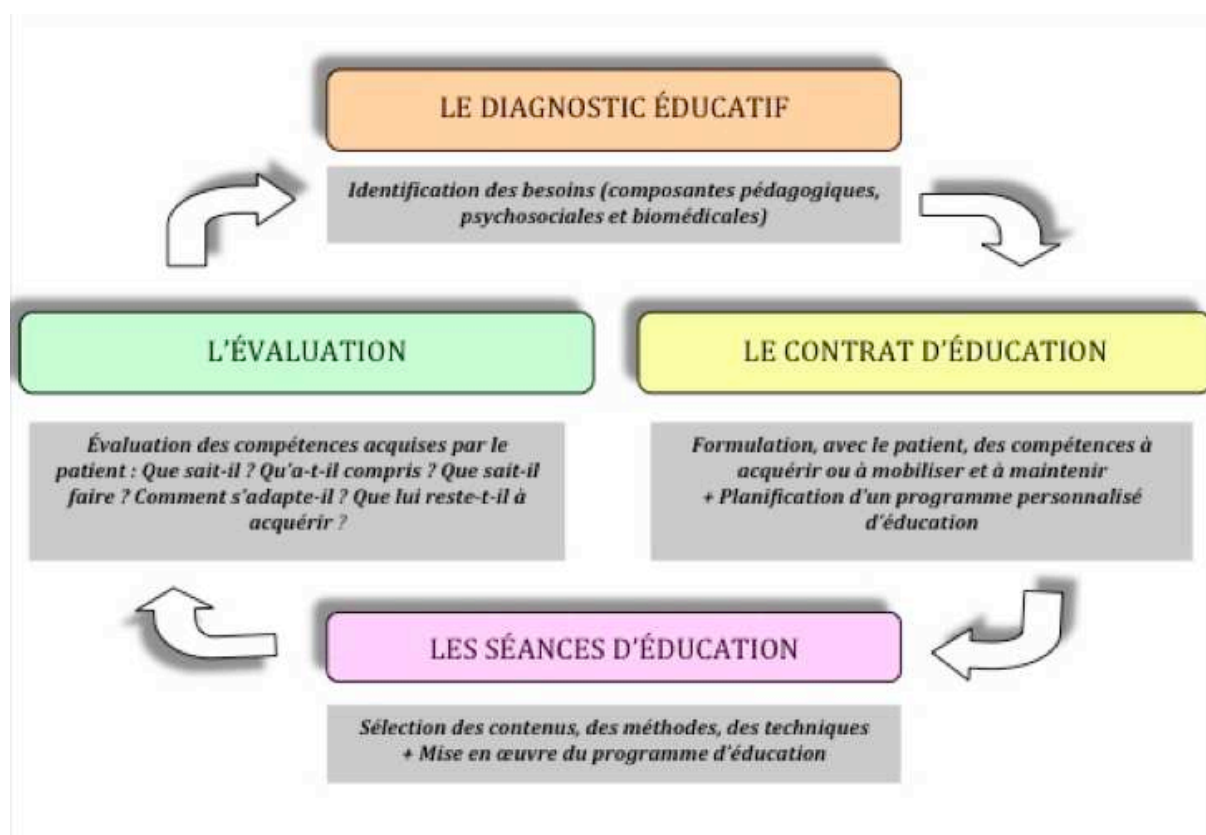 LE DIAGNOSTIC ÉDUCATIF
Identification des besoins (composantes pédagogiques,
psychosociales et biomédicales)
L'ÉVALUATION
Évaluation des compétences acquises par le
patient : Que sait-il ? Qu'a-t-il compris ? Que sait-il
faire ? Comment s'adapte-il ? Que lui reste-t-il à
acquérir ?
LE CONTRAT D'ÉDUCATION
Formulation, avec le patient, des compétences à
acquérir ou à mobiliser et à maintenir
+ Planification d'un programme personnalisé
d'éducation
LES SÉANCES D'ÉDUCATION
Sélection des contenus, des méthodes, des techniques
+ Mise en œuvre du programme d'éducation